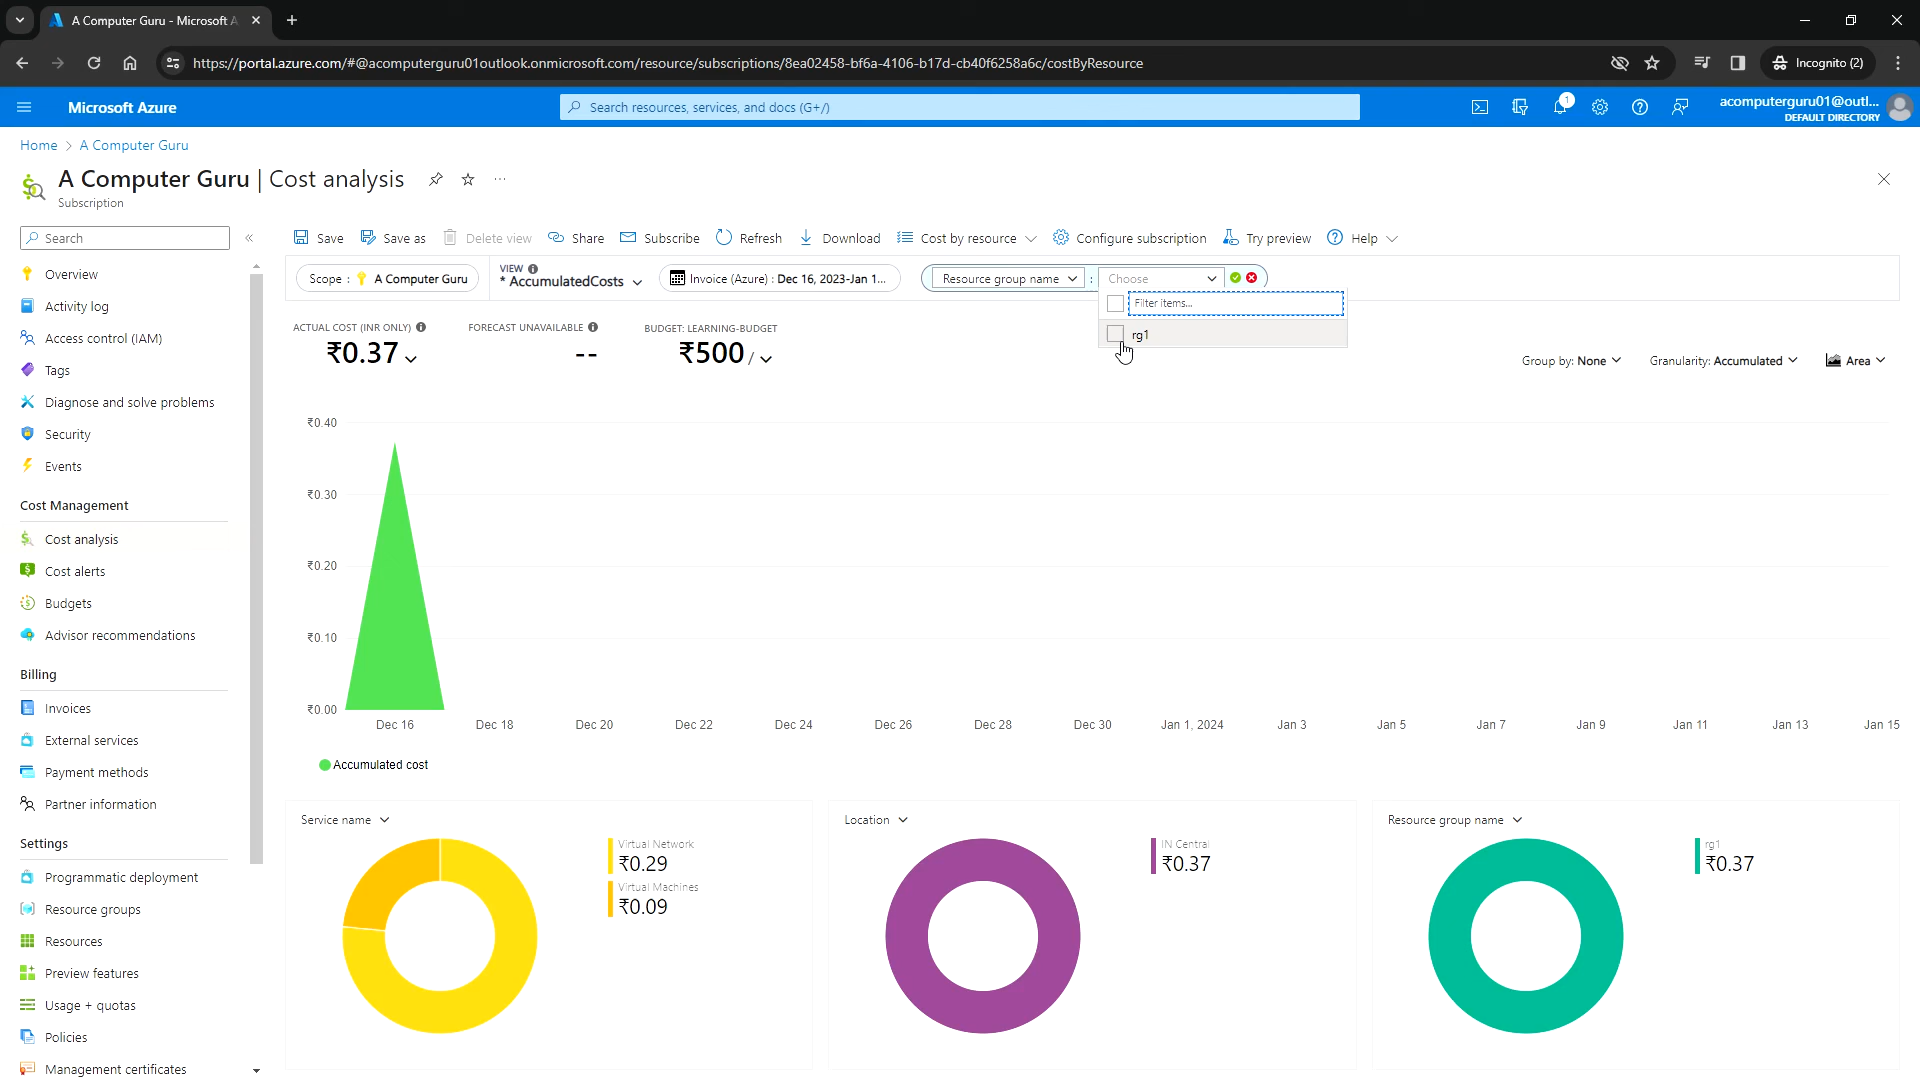 A Computer Guru - Microsoft A
https://portal.azure.com/#@acomputerguru01outlook.onmicrosoft.com/resource/subscriptions/8ea02458-bf6a-4106-b17d-cb40f6258a6c/costByResource
Incognito (2)
Microsoft Azure
Search resources, services, and docs (G+/)
1
acomputerguru01@outl...
DEFAULT DIRECTORY
Home > A Computer Guru
A Computer Guru | Cost analysis
Subscription
Search
Save
Save as
Delete view
Share
Subscribe
Refresh
Download
Cost by resource
Configure subscription
Try preview
Help
Scope : A Computer Guru
VIEW
* AccumulatedCosts
Invoice (Azure) : Dec 16, 2023-Jan 1...
Resource group name
:
Choose
Filter items...
rg1
ACTUAL COST (INR ONLY)
₹0.37
FORECAST UNAVAILABLE
--
BUDGET: LEARNING-BUDGET
₹500 /
Group by: None
Granularity: Accumulated
Area
Overview
Activity log
Access control (IAM)
Tags
Diagnose and solve problems
Security
Events
Cost Management
Cost analysis
Cost alerts
Budgets
Advisor recommendations
Billing
Invoices
External services
Payment methods
Partner information
Settings
Programmatic deployment
Resource groups
Resources
Preview features
Usage + quotas
Policies
Management certificates
₹0.40
₹0.30
₹0.20
₹0.10
₹0.00
Dec 16
Dec 18
Dec 20
Dec 22
Dec 24
Dec 26
Dec 28
Dec 30
Jan 1, 2024
Jan 3
Jan 5
Jan 7
Jan 9
Jan 11
Jan 13
Jan 15
Accumulated cost
Service name
Virtual Network
₹0.29
Virtual Machines
₹0.09
Location
IN Central
₹0.37
Resource group name
rg1
₹0.37